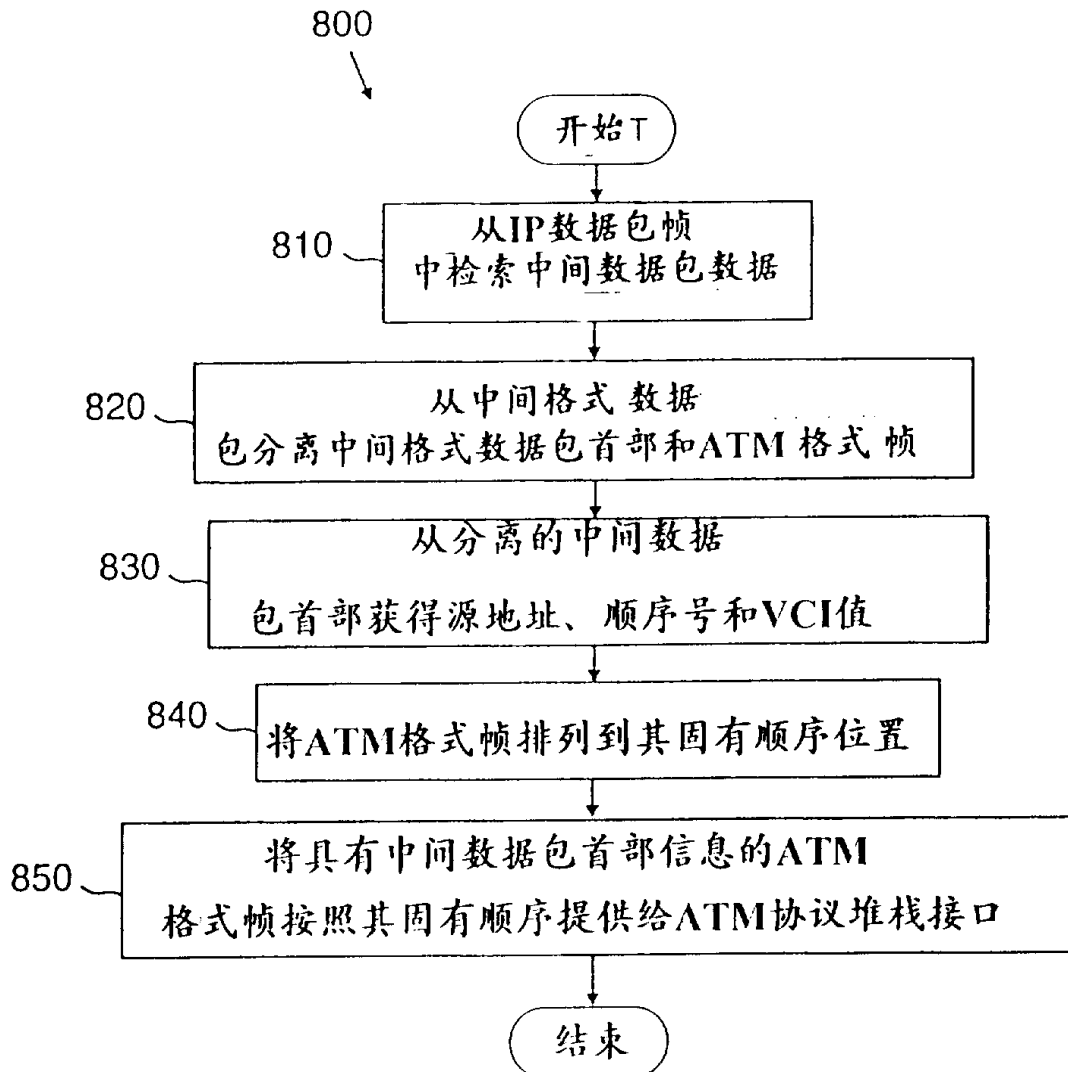 800
开始T
810
从IP数据包帧
中检索中间数据包数据
820
从中间格式 数据
包分离中间格式数据包首部和ATM 格式 帧
830
从分离的中间数据
包首部获得源地址、顺序号和VCI值
840
将ATM格式帧排列到其固有顺序位置
850
将具有中间数据包首部信息的ATM
格式帧按照其固有顺序提供给ATM协议堆栈接口
结束